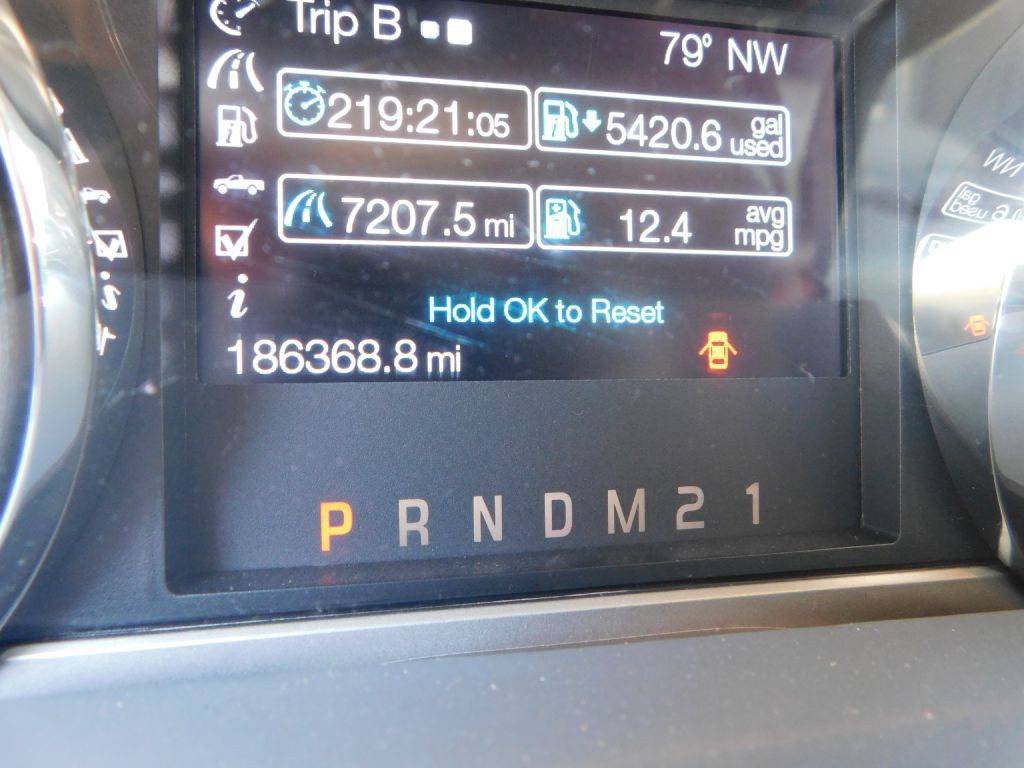 Trip B
79° NW
219:21:05
5420.6 gal used
7207.5 mi
12.4 avg mpg
i
Hold OK to Reset
186368.8 mi
P R N D M 2 1